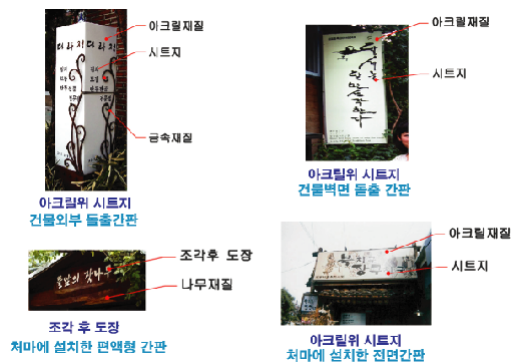 아크릴재질
시트지
금속재질
아크릴위 시트지
건물외부 돌출간판
아크릴재질
시트지
아크릴위 시트지
건물벽면 돌출 간판
조각후 도장
나무재질
조각 후 도장
처마에 설치한 편액형 간판
아크릴재질
시트지
아크릴위 시트지
처마에 설치한 전면간판